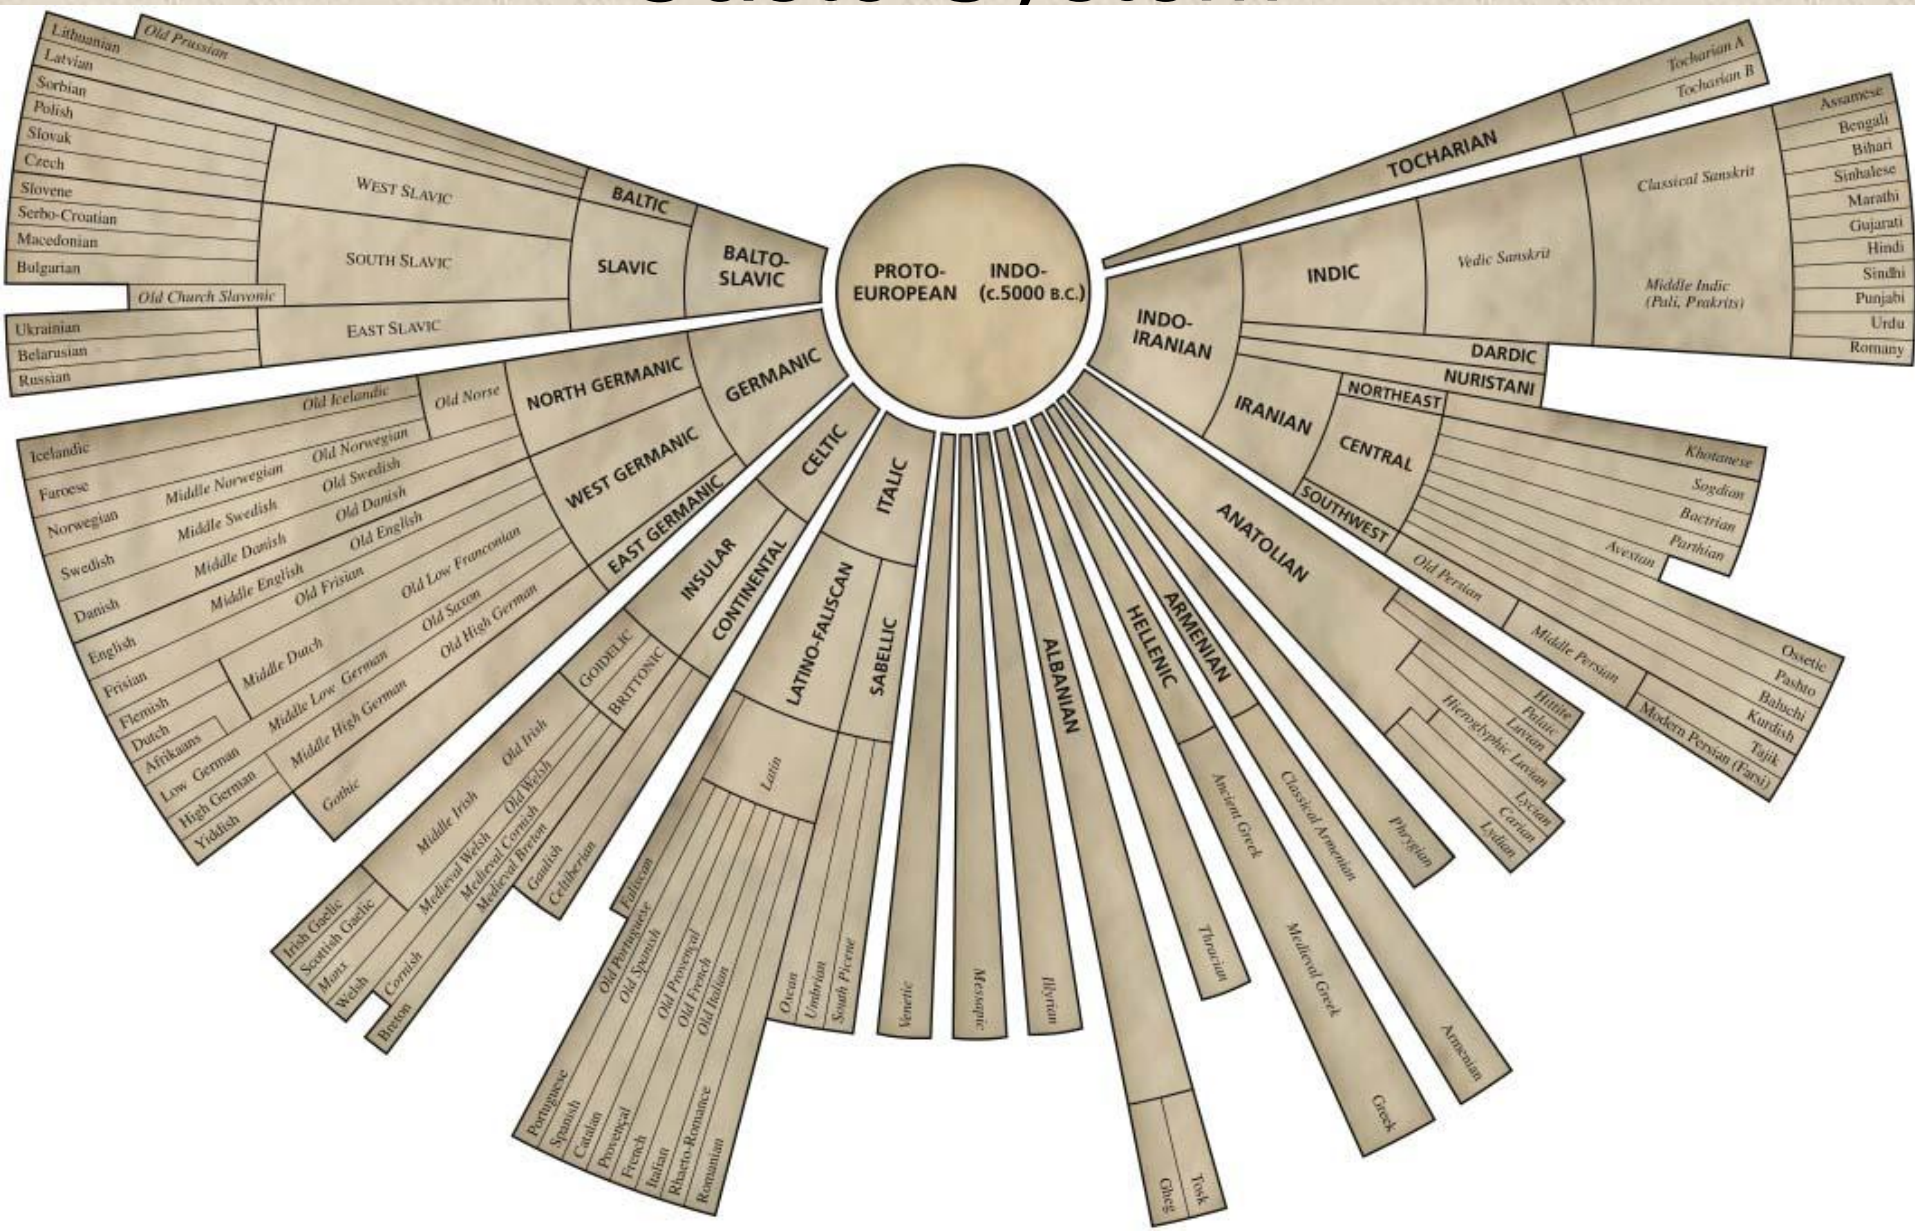 PROTO- INDO-
EUROPEAN (c.5000 B.C.)
BALTO-
SLAVIC
BALTIC
Old Prussian
Lithuanian
Latvian
SLAVIC
WEST SLAVIC
Sorbian
Polish
Slovak
Czech
SOUTH SLAVIC
Slovene
Serbo-Croatian
Macedonian
Bulgarian
Old Church Slavonic
EAST SLAVIC
Ukrainian
Belarusian
Russian
GERMANIC
NORTH GERMANIC
Old Norse
Old Icelandic
Icelandic
Faroese
Old Norwegian
Middle Norwegian
Norwegian
Old Swedish
Middle Swedish
Swedish
Old Danish
Middle Danish
Danish
WEST GERMANIC
Old English
Middle English
English
Old Frisian
Frisian
Old Low Franconian
Middle Dutch
Flemish
Dutch
Afrikaans
Old Saxon
Middle Low German
Low German
Old High German
Middle High German
High German
Yiddish
EAST GERMANIC
Gothic
CELTIC
INSULAR
GOIDELIC
Old Irish
Middle Irish
Irish Gaelic
Scottish Gaelic
Manx
BRITTONIC
Old Welsh
Medieval Welsh
Welsh
Medieval Cornish
Cornish
Medieval Breton
Breton
CONTINENTAL
Gaulish
Celtiberian
ITALIC
LATINO-FALISCAN
Faliscan
Latin
Old Portuguese
Portuguese
Old Spanish
Spanish
Catalan
Old Provençal
Provençal
Old French
French
Old Italian
Italian
Rhaeto-Romance
Romanian
SABELLIC
Oscan
Umbrian
South Picene
Venetic
Messapic
Illyrian
ALBANIAN
Gheg
Tosk
Thracian
HELLENIC
Ancient Greek
Medieval Greek
Greek
ARMENIAN
Classical Armenian
Armenian
Phrygian
ANATOLIAN
Hittite
Palaic
Luvian
Hieroglyphic Luvian
Lycian
Carian
Lydian
INDO-
IRANIAN
IRANIAN
NORTHEAST
CENTRAL
SOUTHWEST
Khotanese
Sogdian
Bactrian
Parthian
Avestan
Ossetic
Pashto
Baluchi
Kurdish
Old Persian
Middle Persian
Tajik
Modern Persian (Farsi)
NURISTANI
DARDIC
INDIC
Vedic Sanskrit
Classical Sanskrit
Middle Indic
(Pali, Prakrits)
Assamese
Bengali
Bihari
Sinhalese
Marathi
Gujarati
Hindi
Sindhi
Punjabi
Urdu
Romany
TOCHARIAN
Tocharian A
Tocharian B